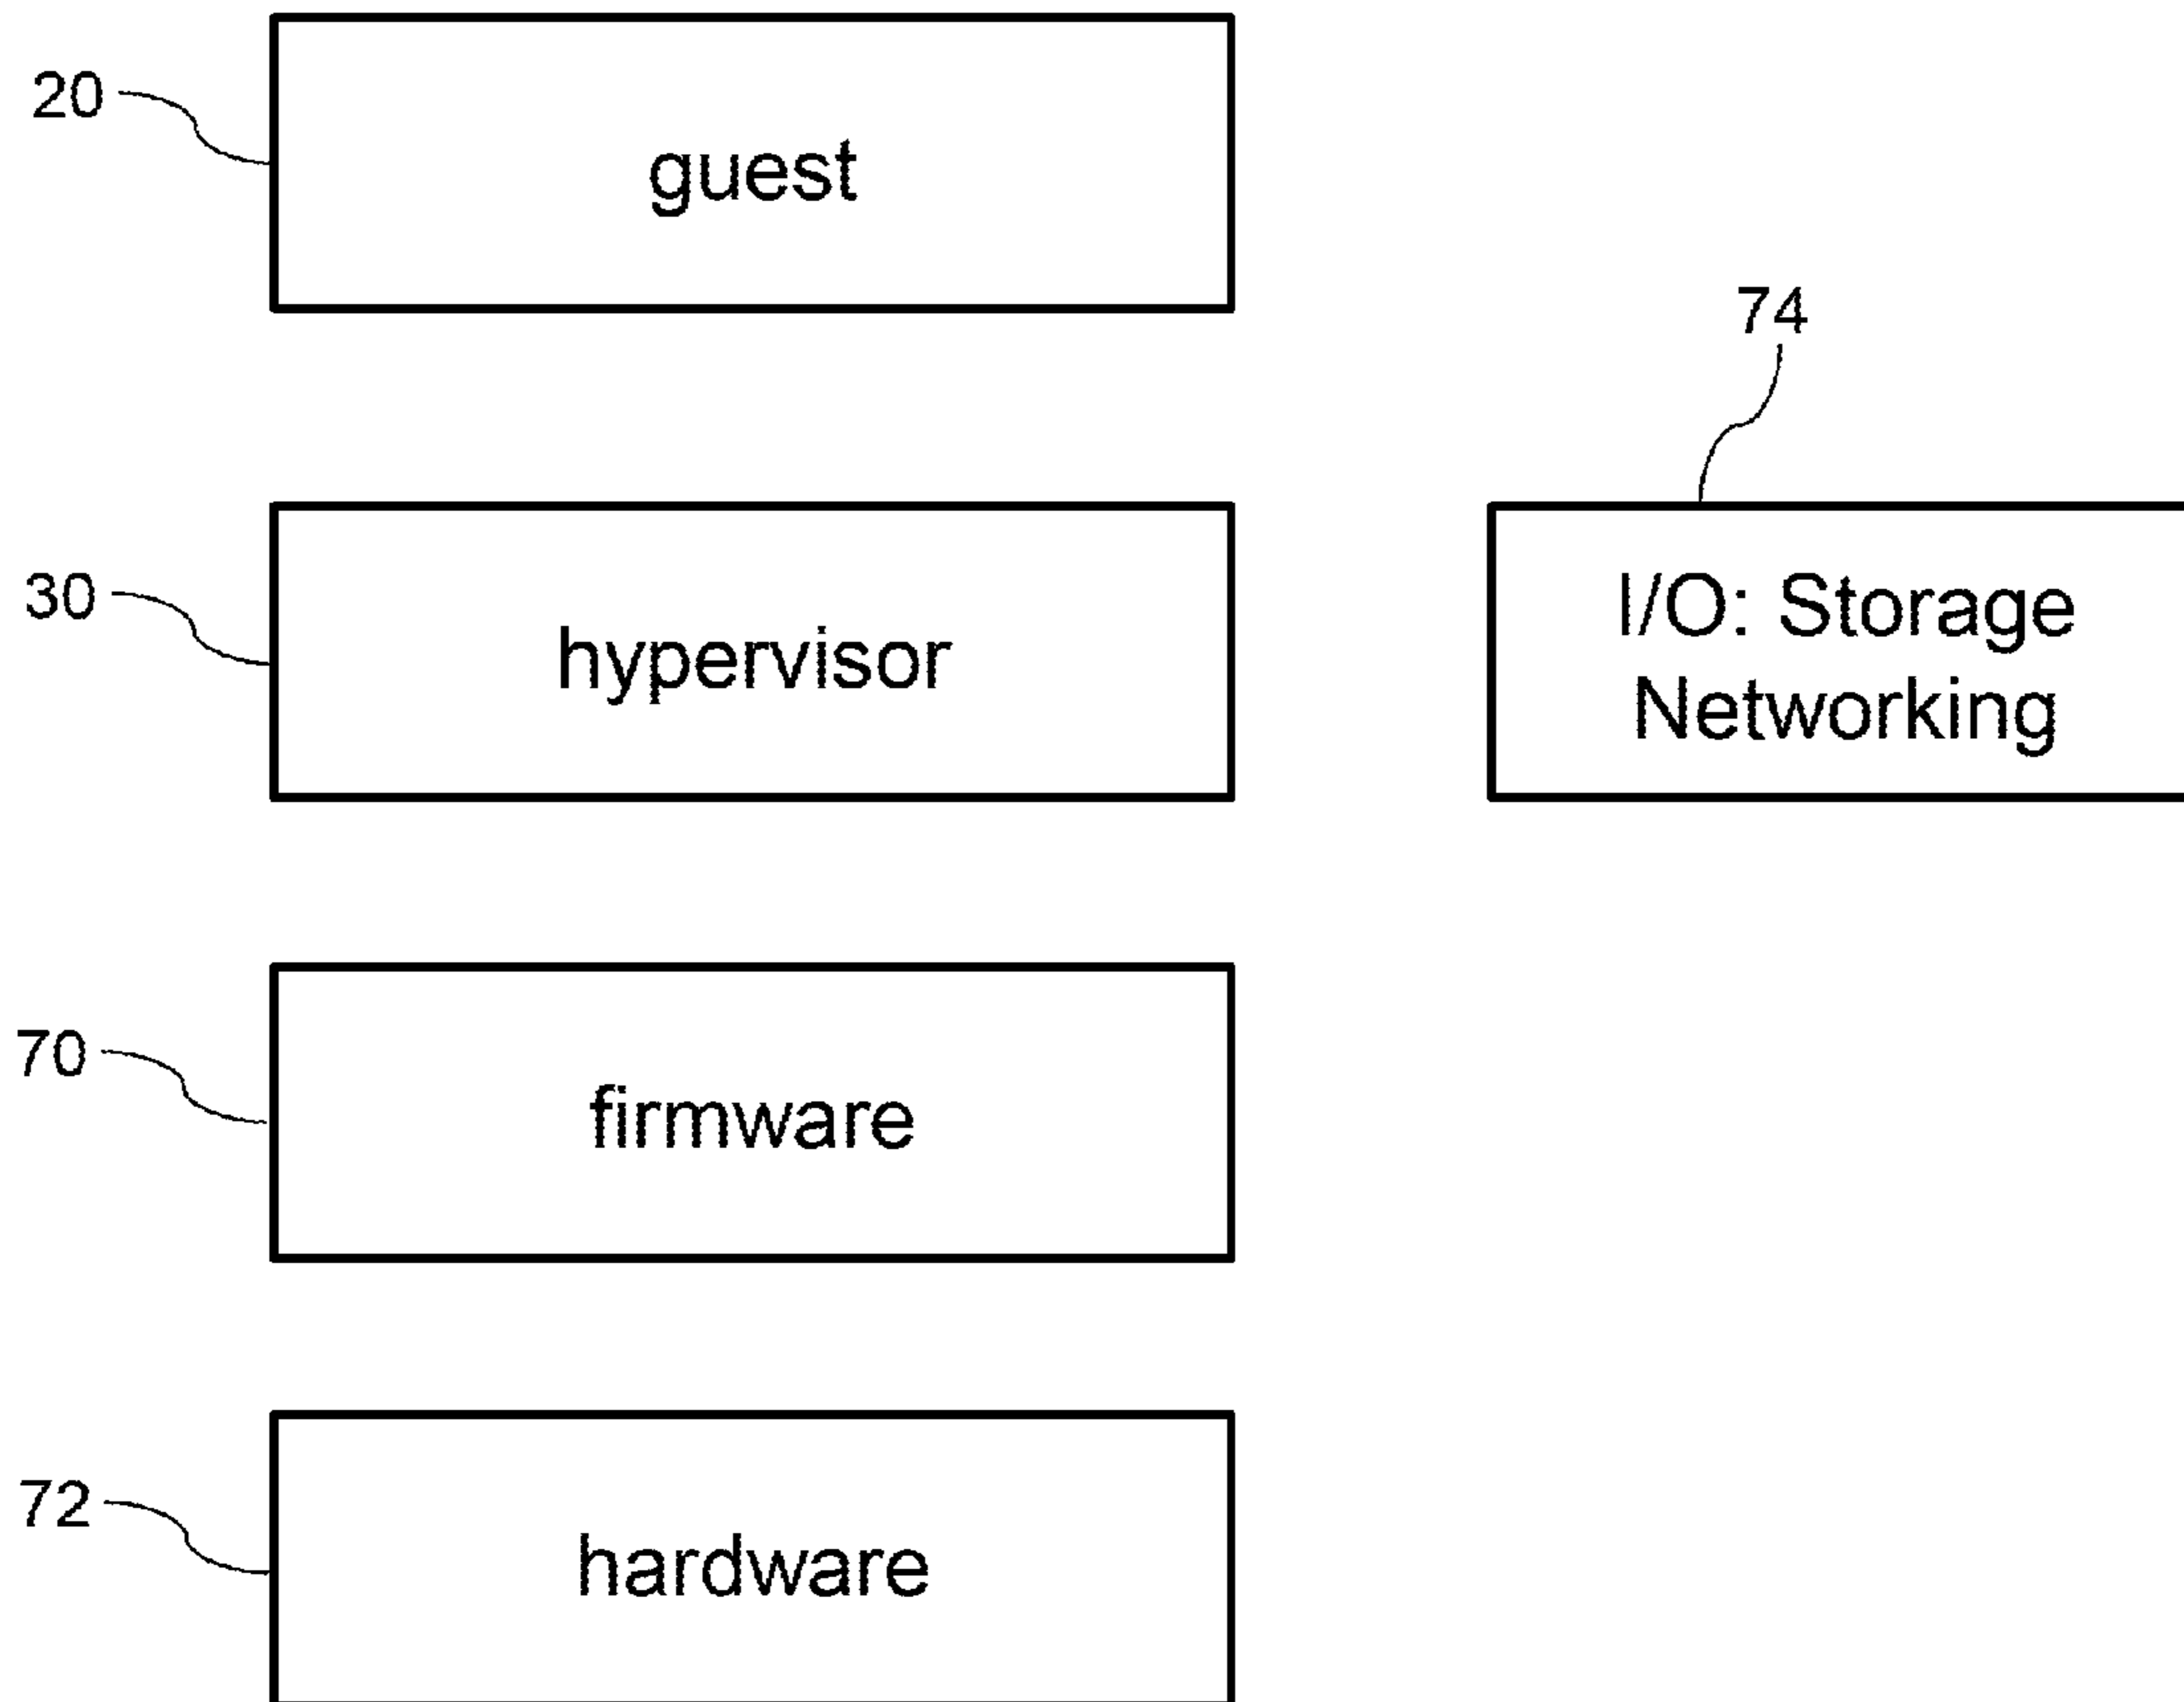 20
guest
74
30
hypervisor
I/O: Storage
Networking
70
firmware
72
hardware